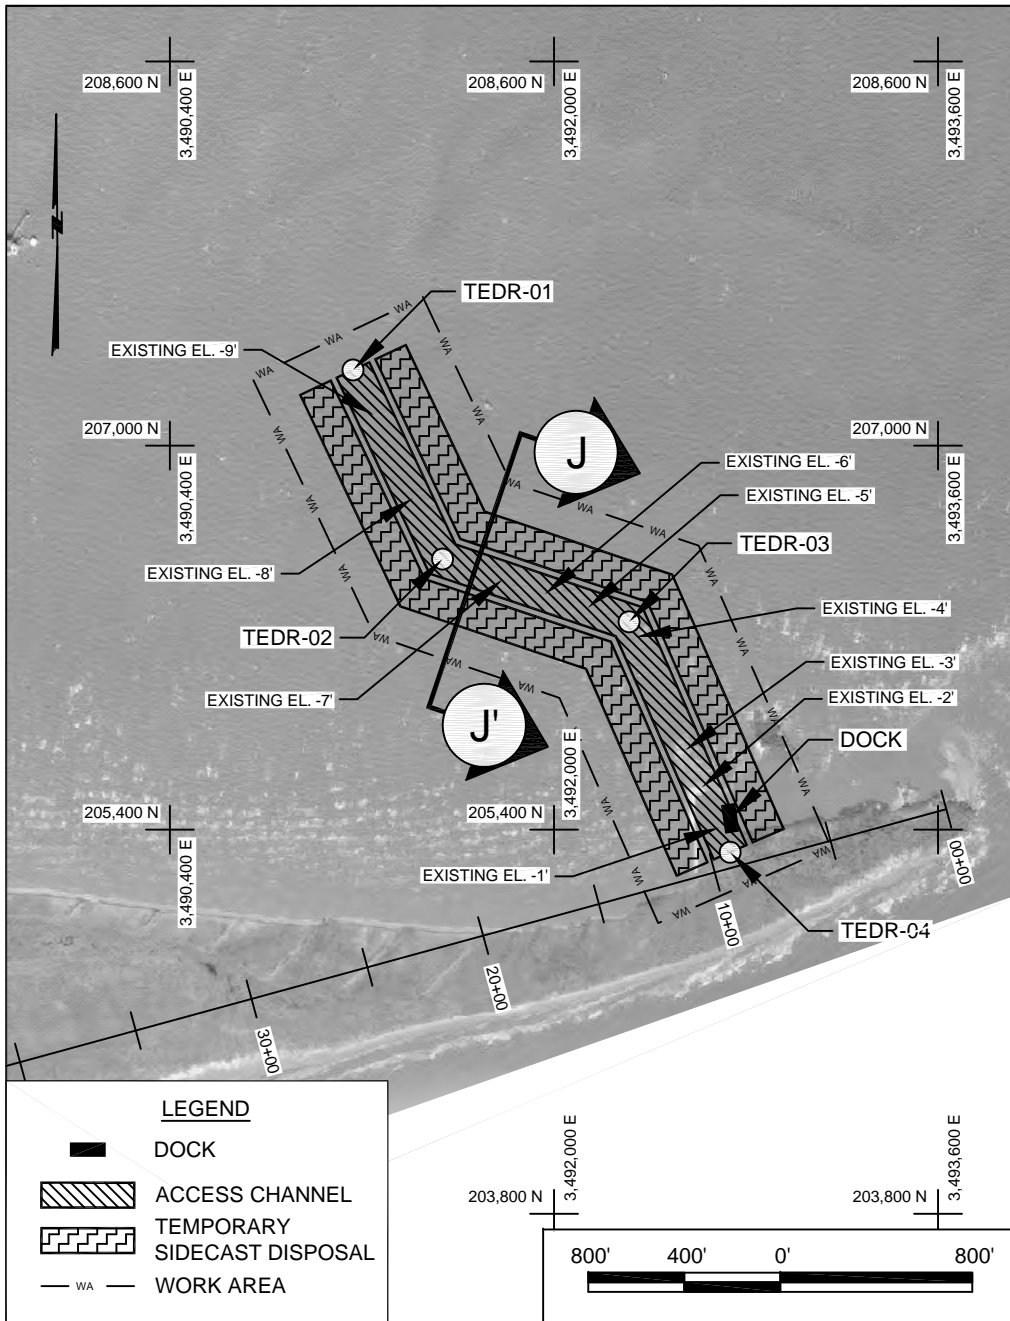 208,600 N
3,490,400 E
208,600 N
3,492,000 E
208,600 N
3,493,600 E
N
TEDR-01
WA
WA
EXISTING EL. -9'
WA
WA
WA
J
207,000 N
3,490,400 E
207,000 N
3,493,600 E
EXISTING EL. -6'
WA
WA
EXISTING EL. -5'
WA
WA
TEDR-03
EXISTING EL. -8'
WA
EXISTING EL. -4'
TEDR-02
WA
WA
WA
EXISTING EL. -3'
EXISTING EL. -7'
WA
EXISTING EL. -2'
J'
DOCK
3,492,000 E
205,400 N
3,490,400 E
205,400 N
WA
WA
205,400 N
00+00
EXISTING EL. -1'
WA
WA
WA
WA
10+00
TEDR-04
20+00
30+00
LEGEND
DOCK
ACCESS CHANNEL
TEMPORARY
SIDECAST DISPOSAL
WA
WORK AREA
203,800 N
3,492,000 E
203,800 N
3,493,600 E
800'
400'
0'
800'